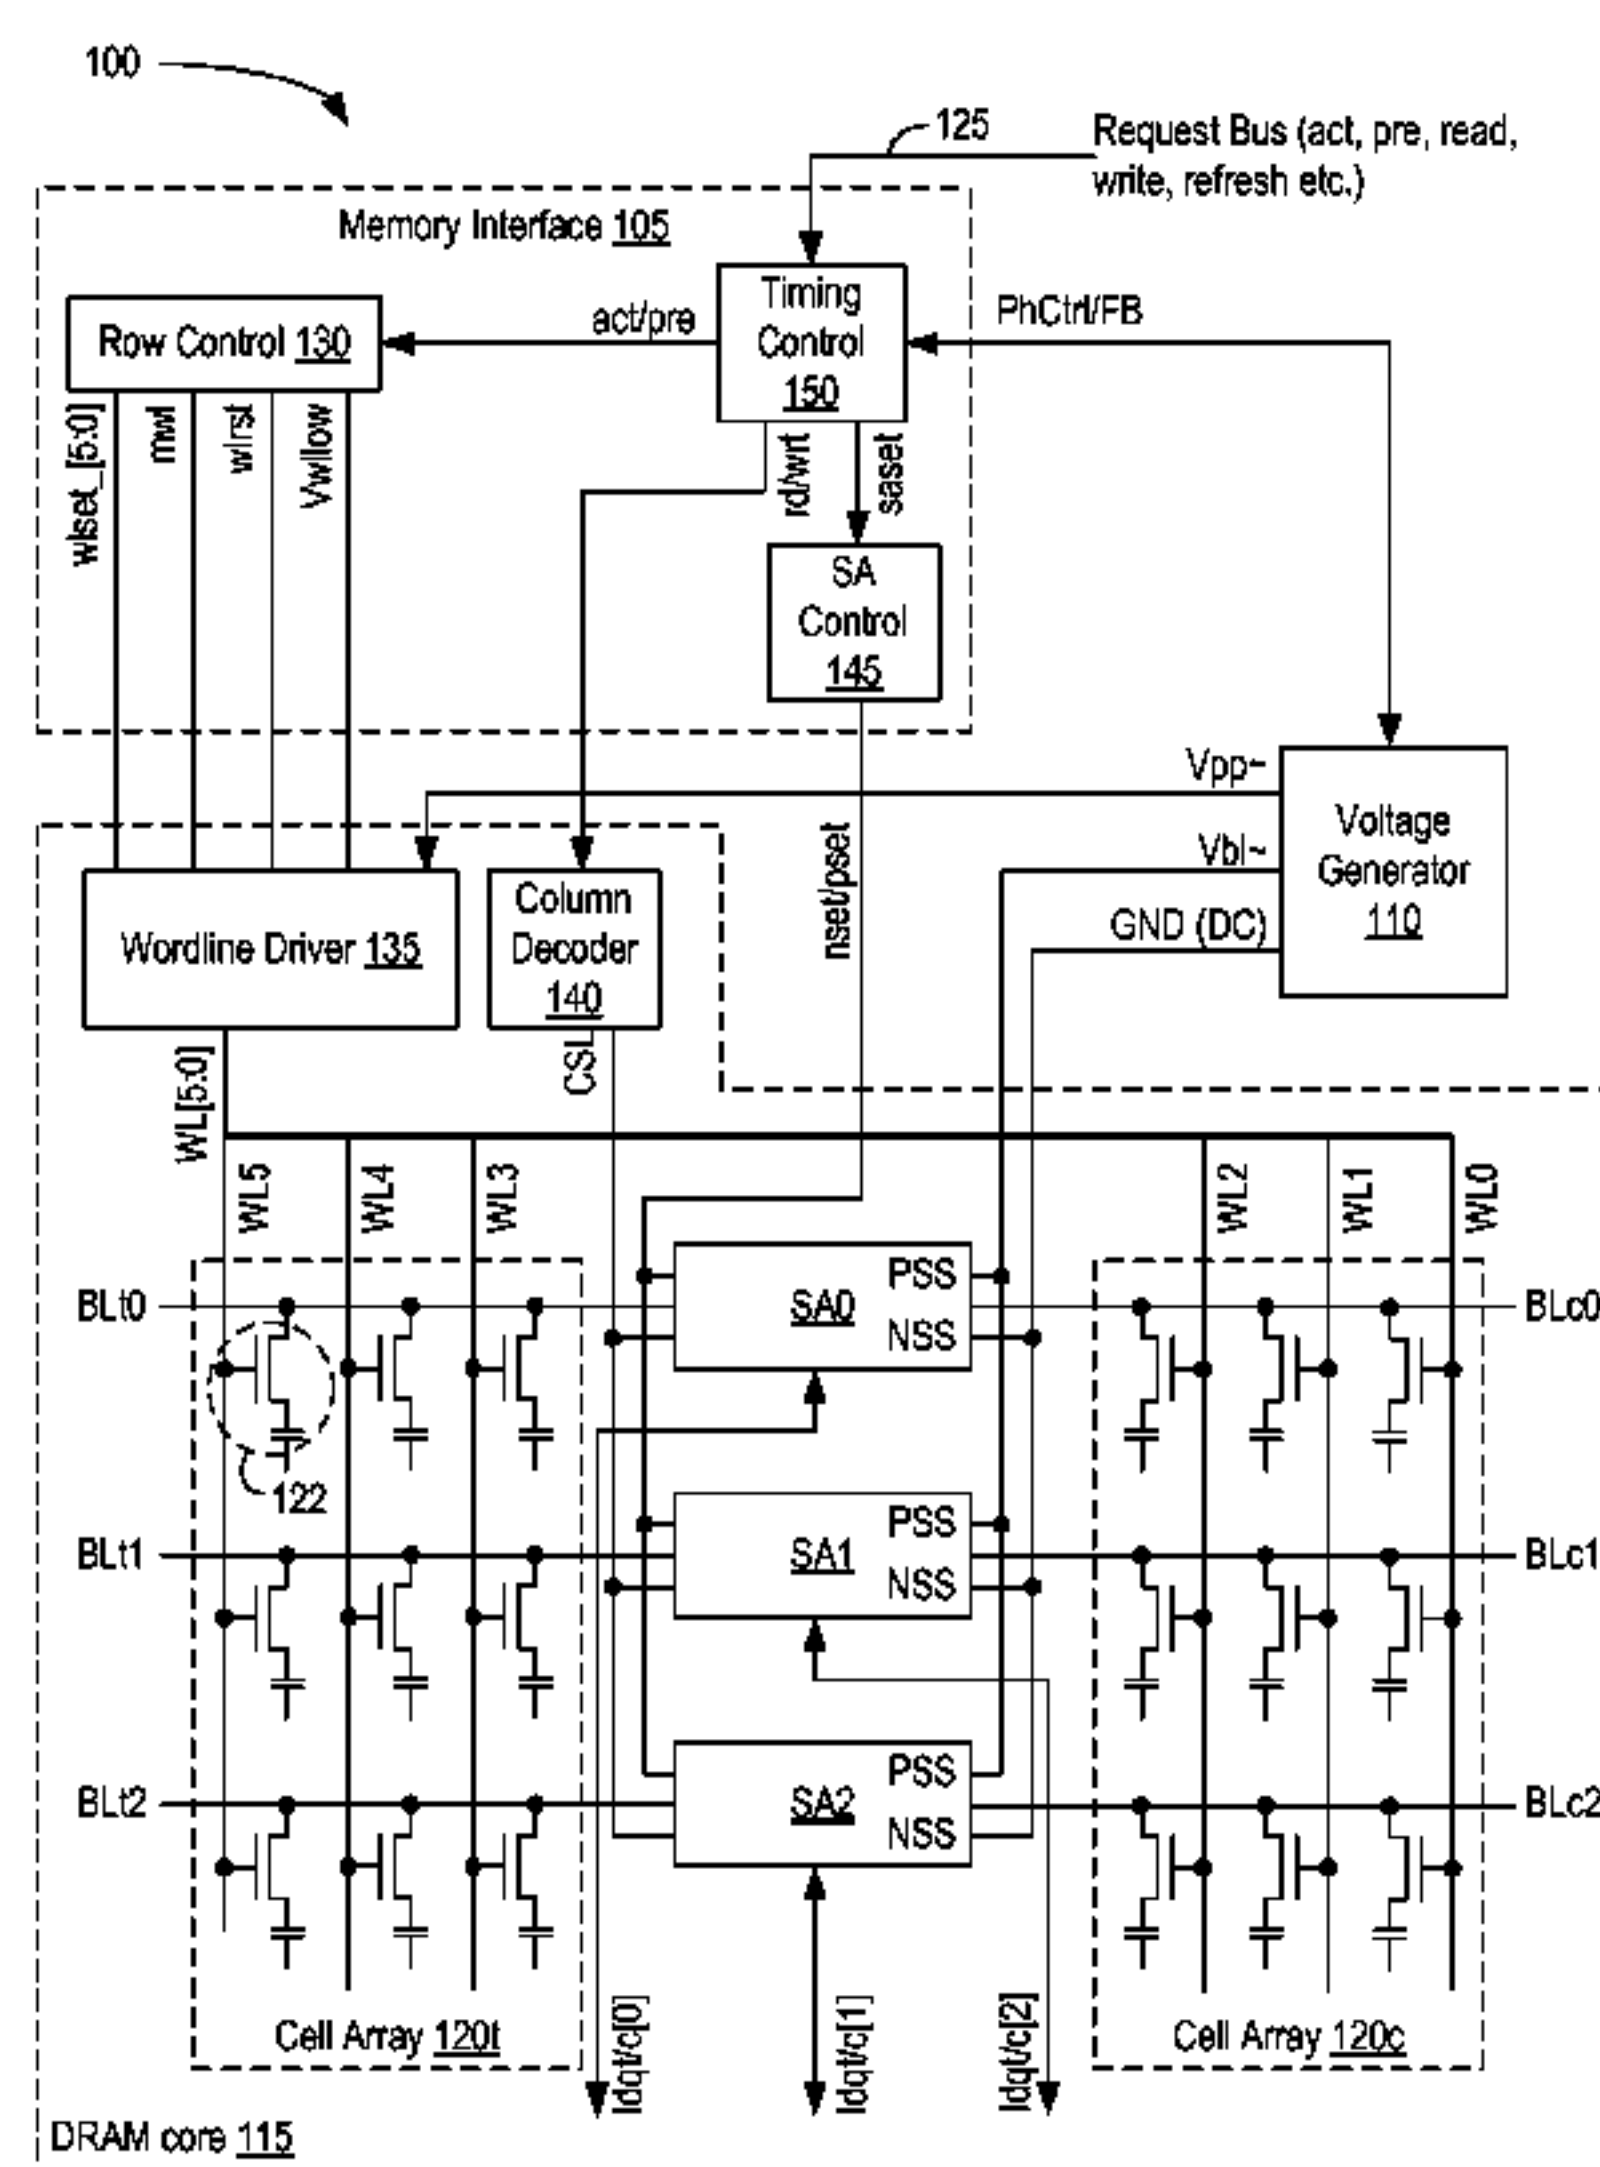 100
125
Request Bus (act, pre, read,
write, refresh etc.)
Memory Interface 105
Row Control 130
act/pre
Timing
Control
150
PhCtrl/FB
wlset_[5:0]
mwl
wlrst
Vwllow
rd/wrt
saset
SA
Control
145
Vpp~
Vbl~
GND (DC)
Voltage
Generator
110
nset/pset
Wordline Driver 135
Column
Decoder
140
WL[5:0]
CSL
WL5
WL4
WL3
WL2
WL1
WL0
BLt0
SA0
PSS
NSS
BLc0
122
BLt1
SA1
PSS
NSS
BLc1
BLt2
SA2
PSS
NSS
BLc2
Cell Array 120t
ldqt/c[0]
ldqt/c[1]
ldqt/c[2]
Cell Array 120c
DRAM core 115